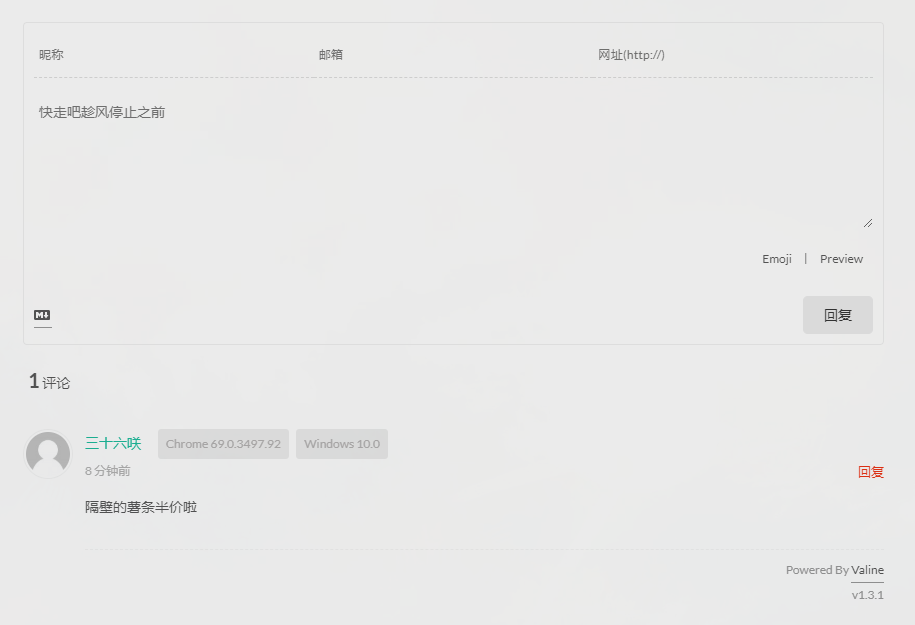 昵称 邮箱 网址(http://)
快走吧趁风停止之前
Emoji | Preview
M↓ 回复
1 评论
三十六咲 Chrome 69.0.3497.92 Windows 10.0
8 分钟前 回复
隔壁的薯条半价啦
Powered By Valine
v1.3.1